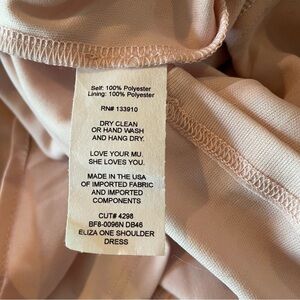 Self: 100% Polyester
Lining: 100% Polyester
RN# 133910
DRY CLEAN
OR HAND WASH
AND HANG DRY.
LOVE YOUR MU.
SHE LOVES YOU.
MADE IN THE USA
OF IMPORTED FABRIC
AND IMPORTED
COMPONENTS
CUT# 4298
BF8-0096N DB46
ELIZA ONE SHOULDER
DRESS